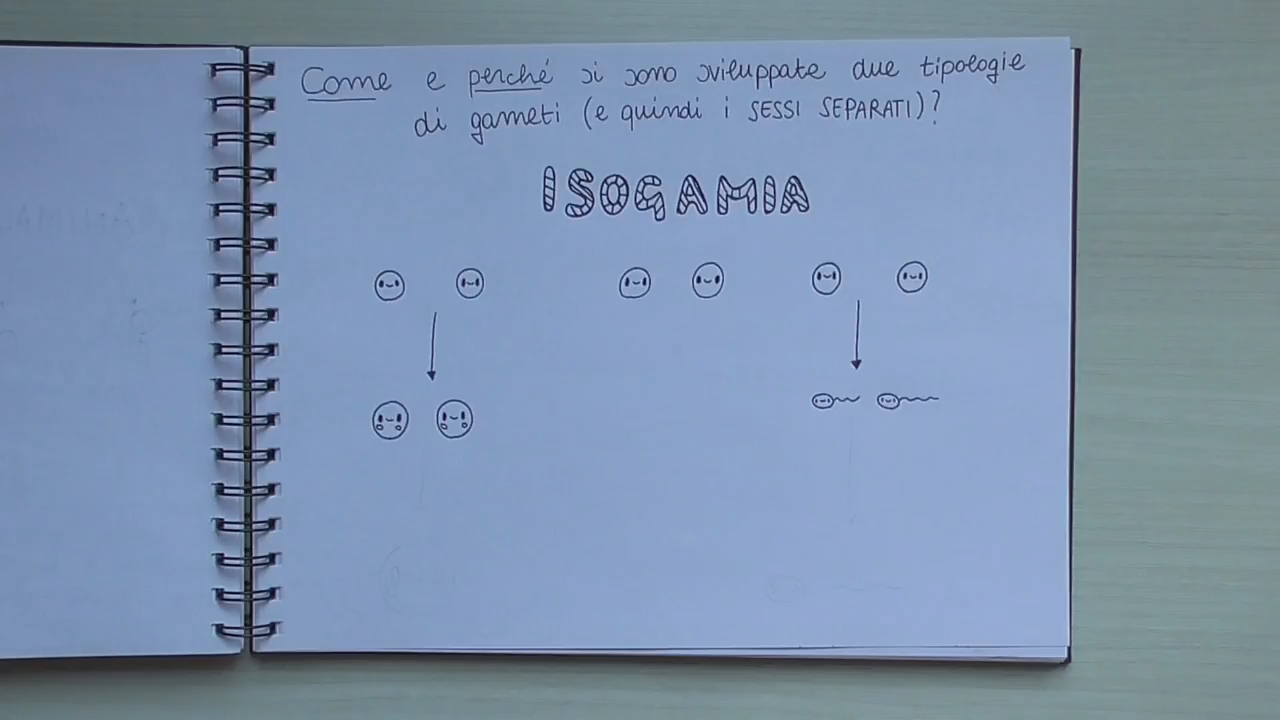 Come e perché si sono sviluppate due tipologie
di gameti (e quindi i SESSI SEPARATI)?
ISOGAMIA